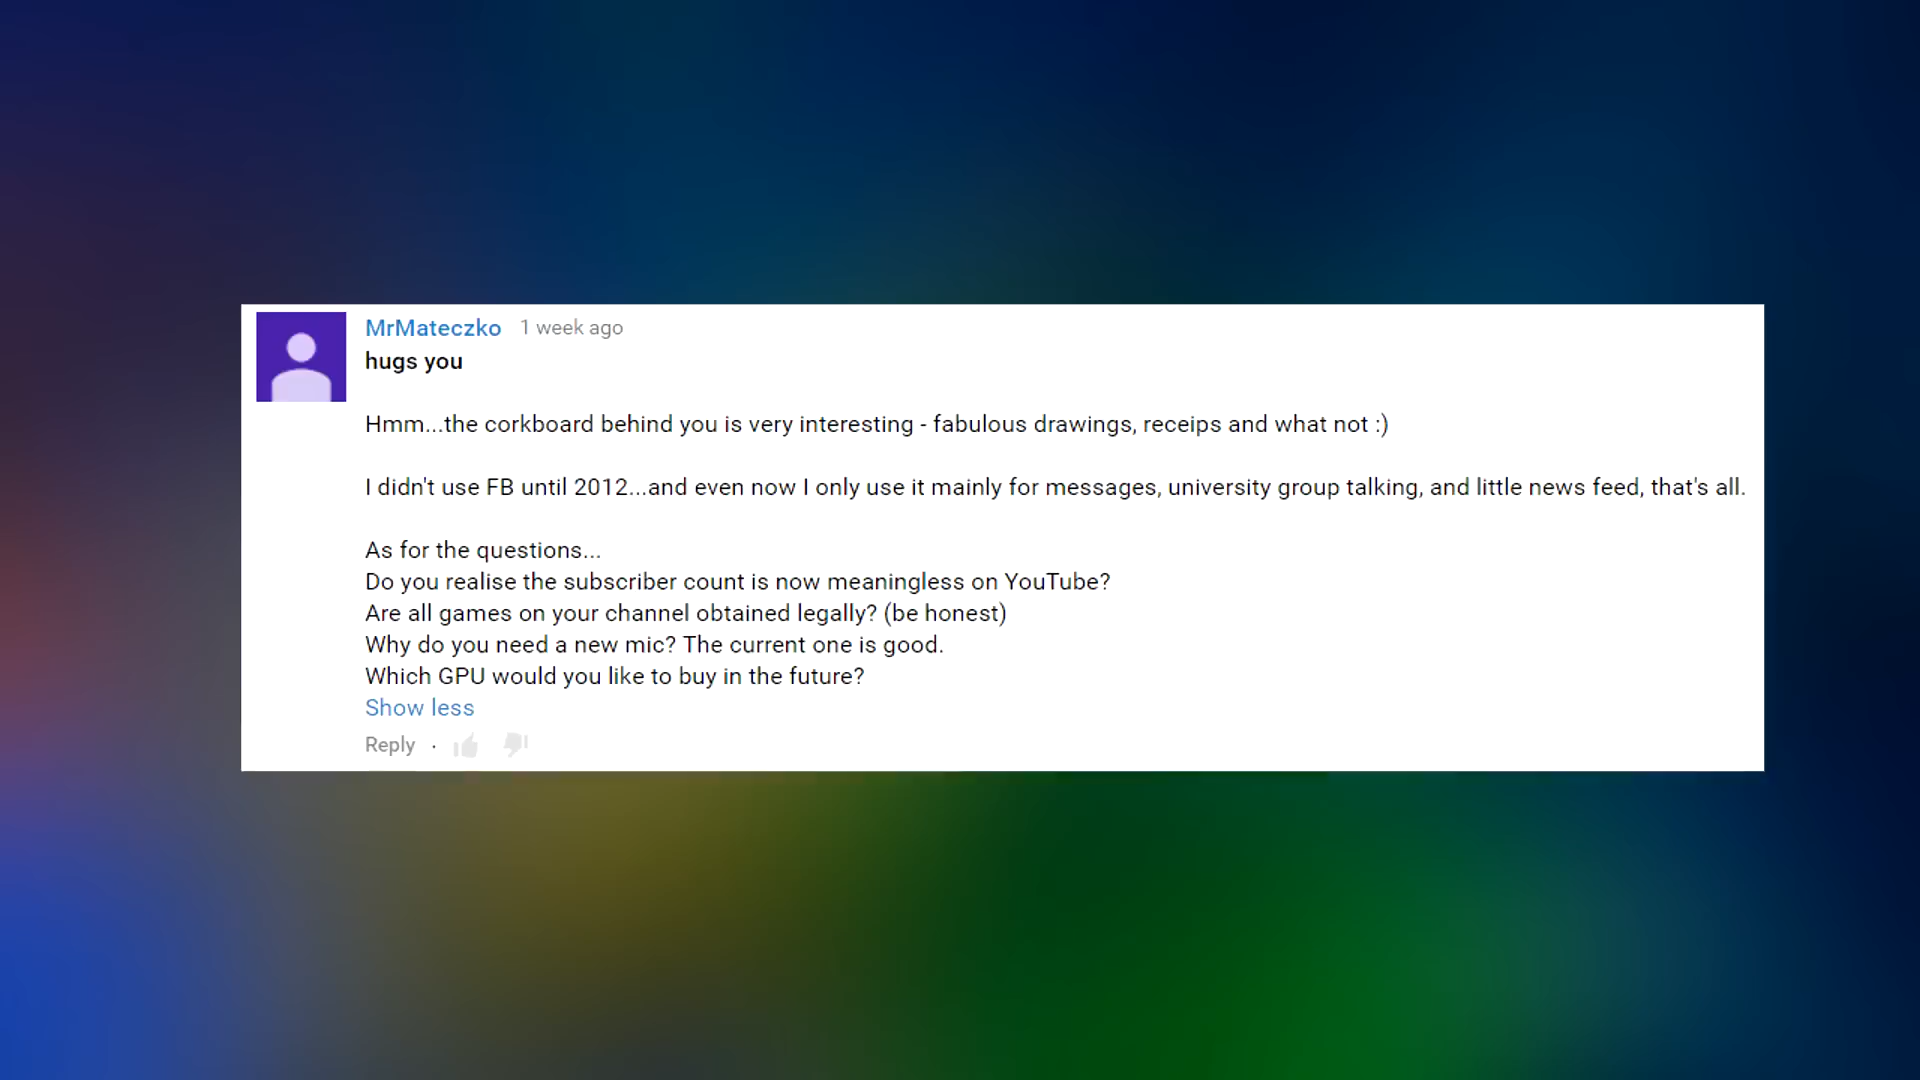 MrMateczko 1 week ago
hugs you
Hmm...the corkboard behind you is very interesting - fabulous drawings, receips and what not :)
I didn't use FB until 2012...and even now I only use it mainly for messages, university group talking, and little news feed, that's all.
As for the questions...
Do you realise the subscriber count is now meaningless on YouTube?
Are all games on your channel obtained legally? (be honest)
Why do you need a new mic? The current one is good.
Which GPU would you like to buy in the future?
Show less
Reply ·